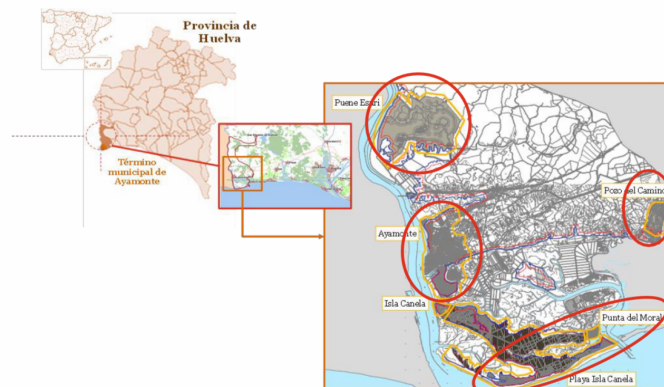 Provincia de
Huelva
Término
municipal de
Ayamonte
Puene Esuri
Pozo del Camino
Ayamonte
Isla Canela
Punta del Moral
Playa Isla Canela